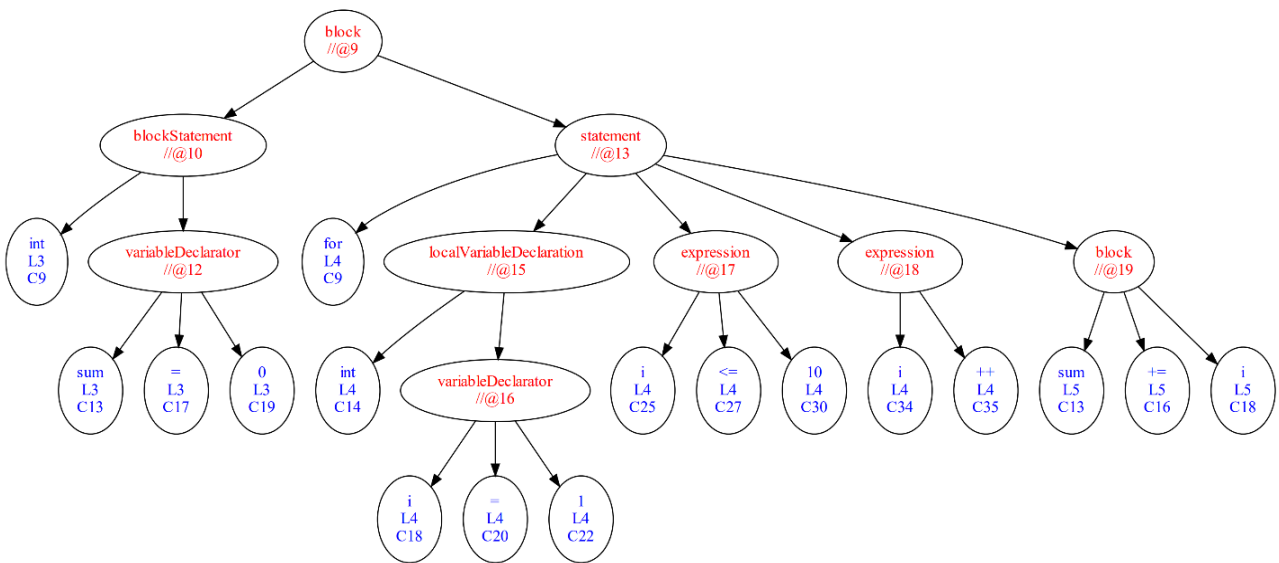 block
//@9
blockStatement
//@10
statement
//@13
int
L3
C9
variableDeclarator
//@12
for
L4
C9
localVariableDeclaration
//@15
expression
//@17
expression
//@18
block
//@19
sum
L3
C13
=
L3
C17
0
L3
C19
int
L4
C14
variableDeclarator
//@16
i
L4
C25
<=
L4
C27
10
L4
C30
i
L4
C34
++
L4
C35
sum
L5
C13
+=
L5
C16
i
L5
C18
i
L4
C18
=
L4
C20
1
L4
C22